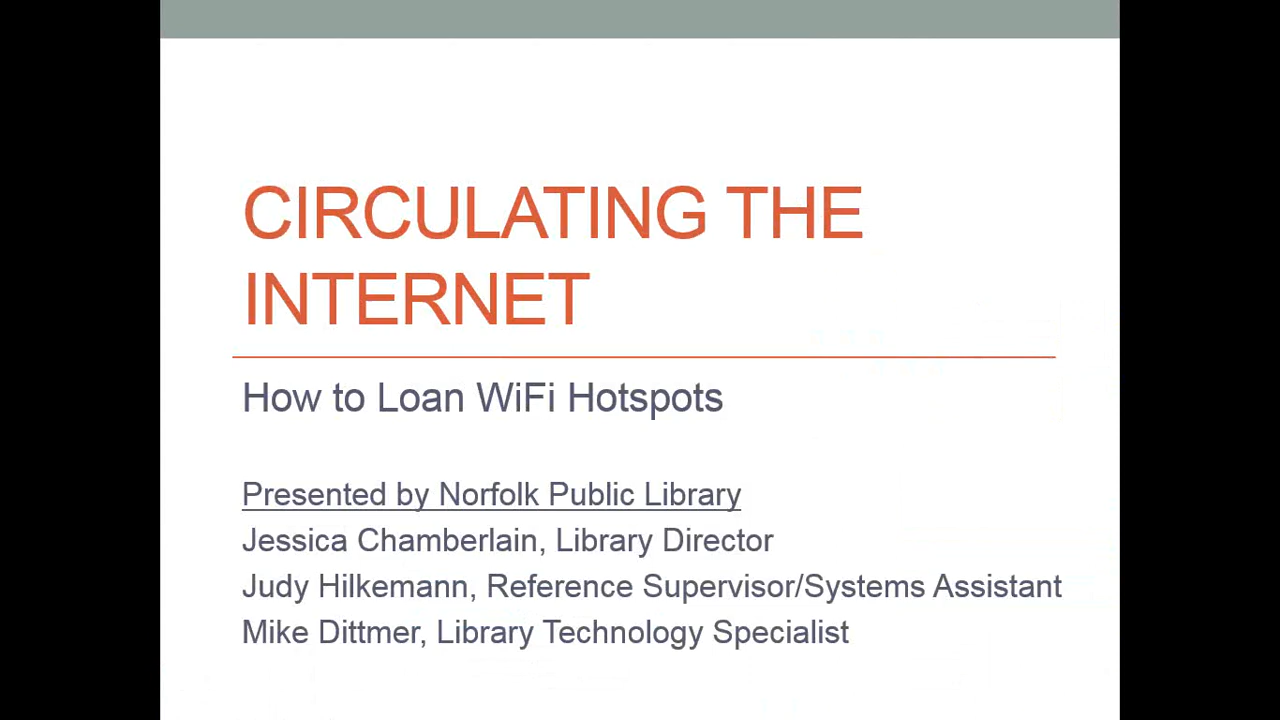 CIRCULATING THE
INTERNET
How to Loan WiFi Hotspots
Presented by Norfolk Public Library
Jessica Chamberlain, Library Director
Judy Hilkemann, Reference Supervisor/Systems Assistant
Mike Dittmer, Library Technology Specialist